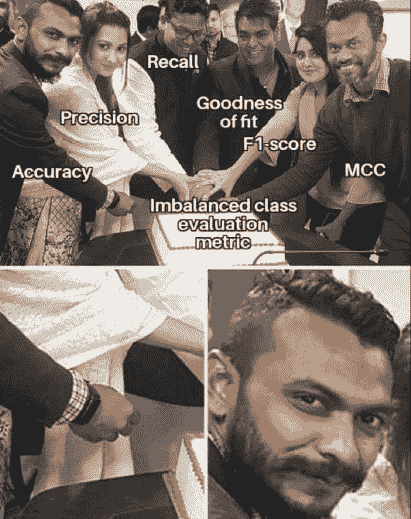 Recall
Goodness
of fit
Precision
F1-score
Accuracy
MCC
Imbalanced class
evaluation
metric